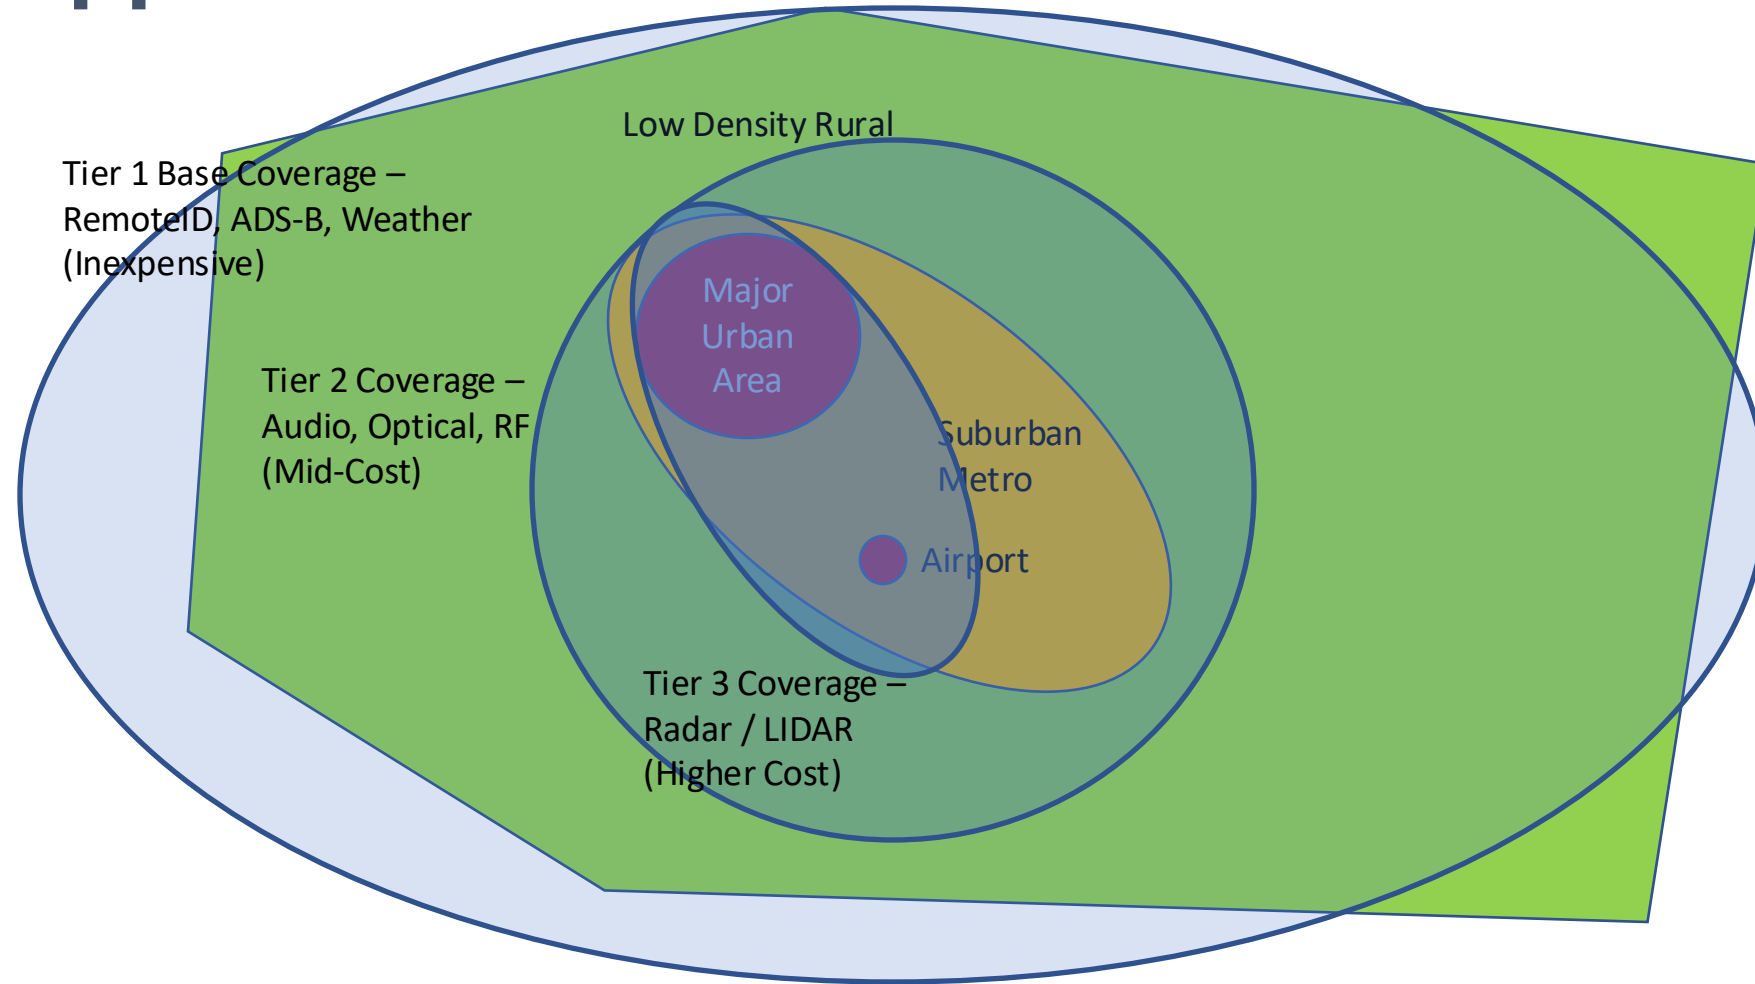 Low Density Rural
Tier 1 Base Coverage –
RemoteID, ADS-B, Weather
(Inexpensive)
Major
Urban
Area
Tier 2 Coverage –
Audio, Optical, RF
(Mid-Cost)
Suburban
Metro
Airport
Tier 3 Coverage –
Radar / LIDAR
(Higher Cost)